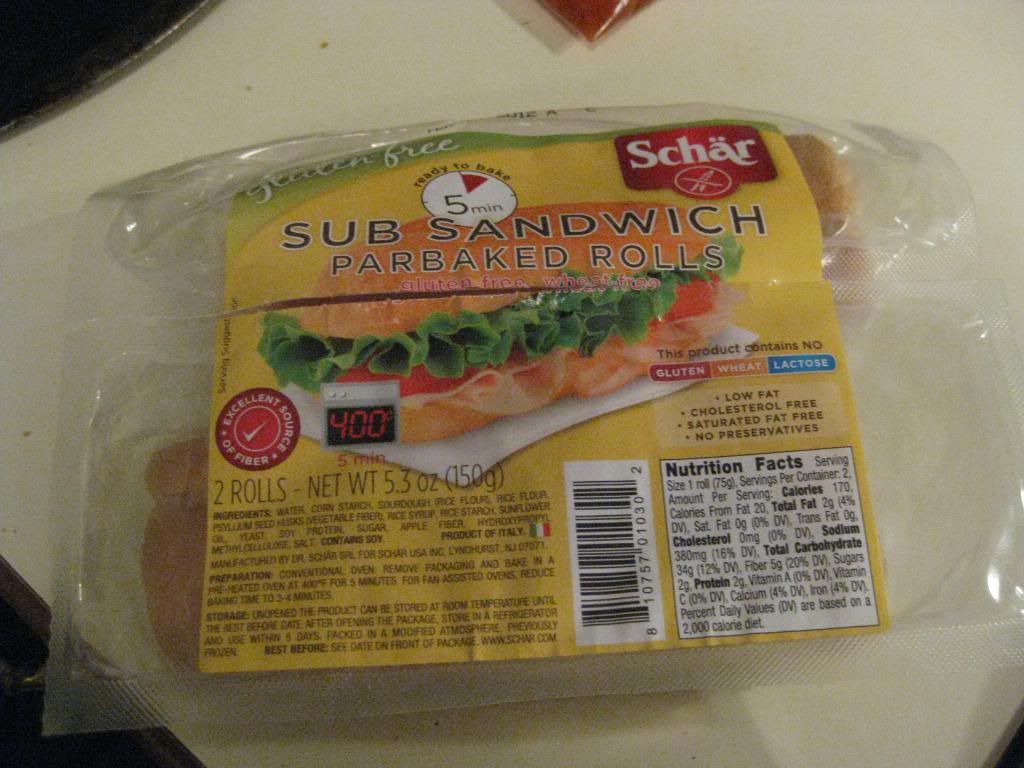 gluten free
Schär
ready to bake
5 min
SUB SANDWICH
PARBAKED ROLLS
gluten-free, wheat-free
Serving Suggestion
This product contains NO
GLUTEN WHEAT LACTOSE
• LOW FAT
• CHOLESTEROL FREE
• SATURATED FAT FREE
• NO PRESERVATIVES
EXCELLENT SOURCE OF FIBER
400°
5 min
2 ROLLS - NET WT 5.3 oz (150g)
INGREDIENTS: WATER, CORN STARCH, SOURDOUGH (RICE FLOUR), RICE FLOUR,
PSYLLIUM SEED HUSKS (VEGETABLE FIBER), RICE SYRUP, RICE STARCH, SUNFLOWER
OIL, YEAST, SOY PROTEIN, SUGAR, APPLE FIBER, HYDROXYPROPYL
METHYLCELLULOSE, SALT. CONTAINS SOY. PRODUCT OF ITALY.
MANUFACTURED BY DR. SCHÄR SRL FOR SCHÄR USA INC. LYNDHURST, NJ 07071.
PREPARATION: CONVENTIONAL OVEN: REMOVE PACKAGING AND BAKE IN A
PRE-HEATED OVEN AT 400°F FOR 5 MINUTES. FOR FAN ASSISTED OVENS, REDUCE
BAKING TIME TO 3-4 MINUTES.
STORAGE: UNOPENED THE PRODUCT CAN BE STORED AT ROOM TEMPERATURE UNTIL
THE BEST BEFORE DATE. AFTER OPENING THE PACKAGE, STORE IN A REFRIGERATOR
AND USE WITHIN 5 DAYS. PACKED IN A MODIFIED ATMOSPHERE. PREVIOUSLY
FROZEN. BEST BEFORE: SEE DATE ON FRONT OF PACKAGE. WWW.SCHAR.COM
8 10757 01030 2
Nutrition Facts Serving
Size 1 roll (75g), Servings Per Container: 2,
Amount Per Serving: Calories 170,
Calories From Fat 20, Total Fat 2g (4%
DV), Sat. Fat 0g (0% DV), Trans Fat 0g,
Cholesterol 0mg (0% DV), Sodium
380mg (16% DV), Total Carbohydrate
34g (12% DV), Fiber 5g (20% DV), Sugars
2g, Protein 2g, Vitamin A (0% DV), Vitamin
C (0% DV), Calcium (4% DV), Iron (4% DV).
Percent Daily Values (DV) are based on a
2,000 calorie diet.